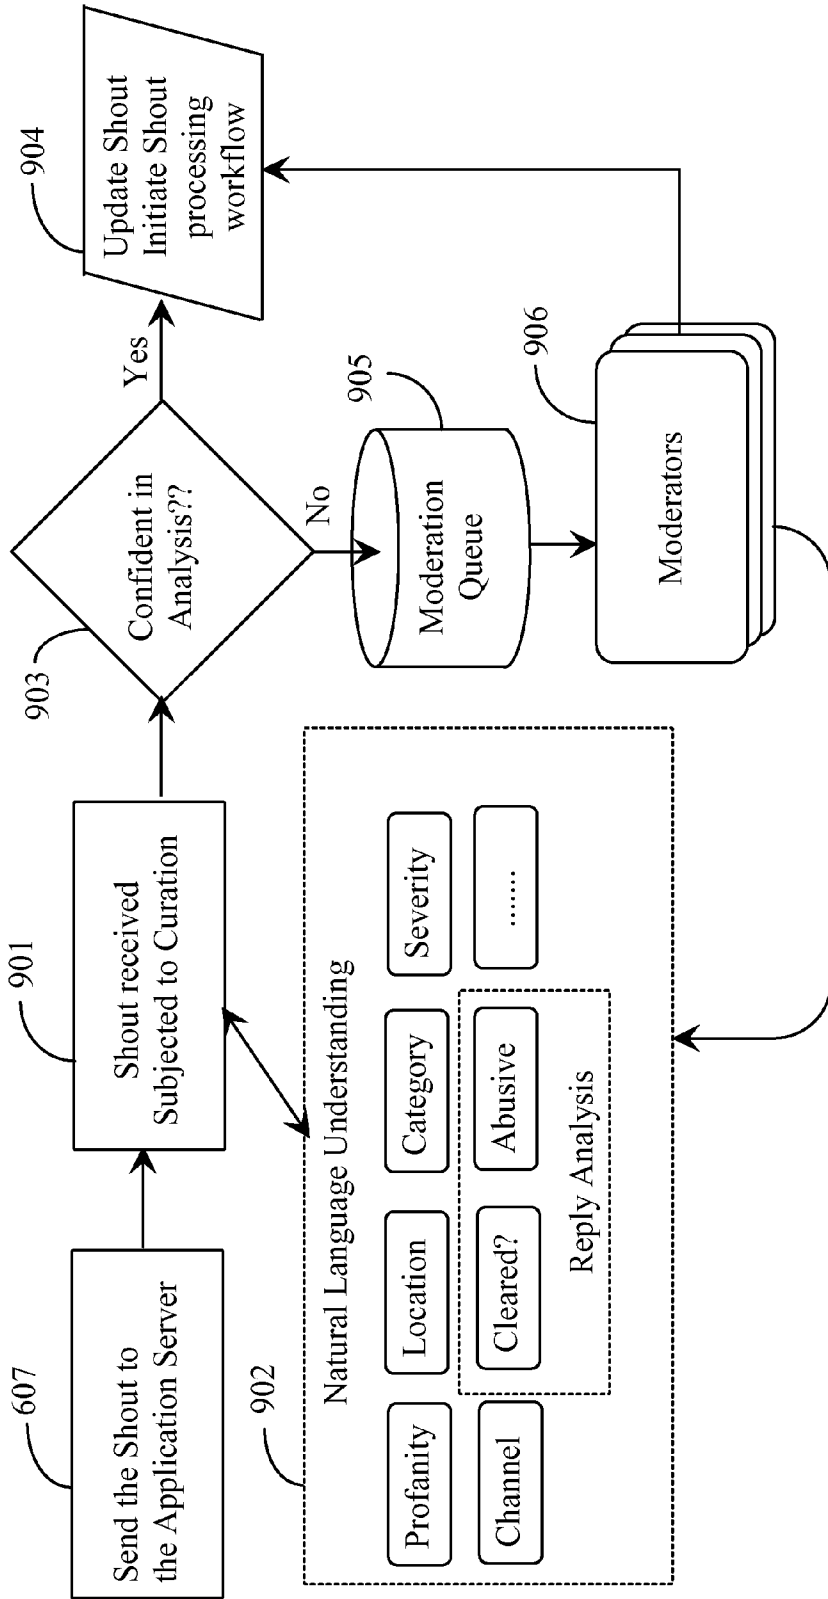 607
Send the Shout to
the Application Server
901
Shout received
Subjected to Curation
903
Confident in
Analysis??
Yes
No
904
Update Shout
Initiate Shout
processing
workflow
902
Natural Language Understanding
Profanity
Location
Category
Severity
Channel
Cleared?
Abusive
.......
Reply Analysis
905
Moderation
Queue
906
Moderators